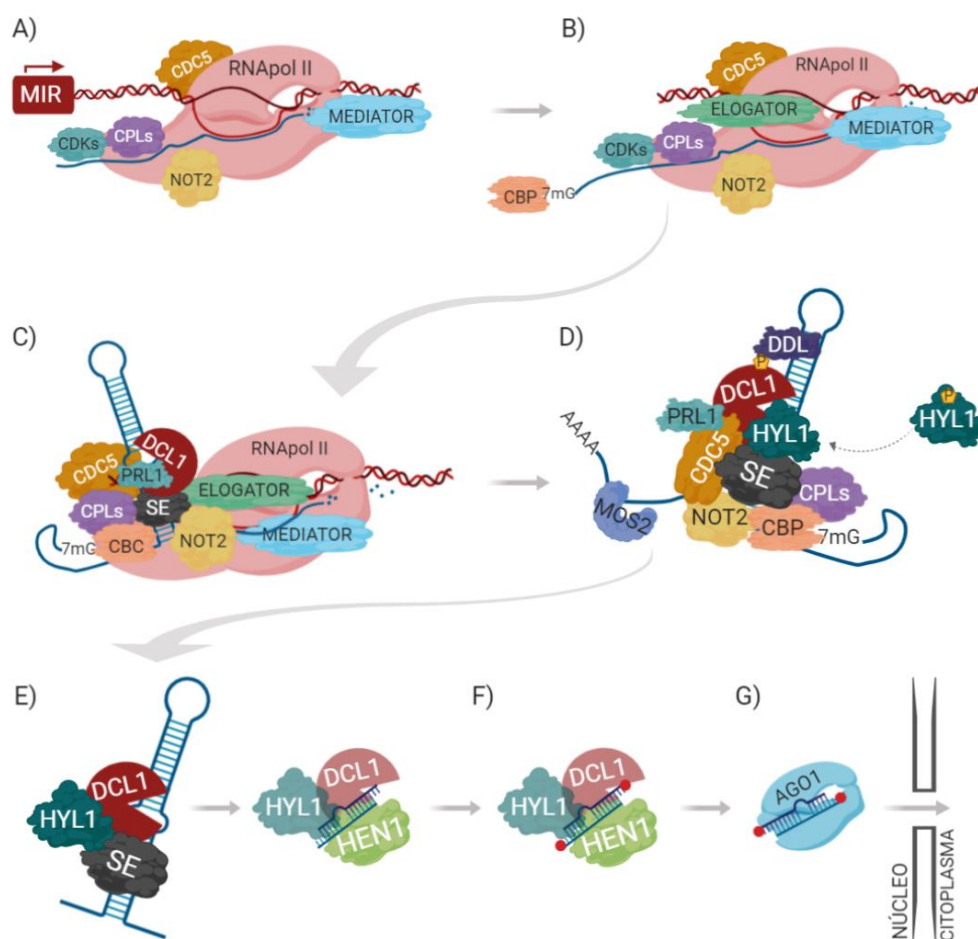 A)
CDC5
RNApol II
MIR
MEDIATOR
CDKs
CPLs
NOT2
B)
CDC5
RNApol II
ELOGATOR
MEDIATOR
CDKs
CPLs
NOT2
CBP
7mG
C)
RNApol II
CDC5
DCL1
PRL1
ELOGATOR
CPLs
SE
7mG
CBC
NOT2
MEDIATOR
D)
DDL
P
DCL1
PRL1
P
HYL1
HYL1
AAAA
CDC5
SE
CPLs
MOS2
NOT2
CBP
7mG
E)
DCL1
HYL1
SE
DCL1
HYL1
HEN1
F)
DCL1
HYL1
HEN1
G)
AGO1
NÚCLEO
CITOPLASMA